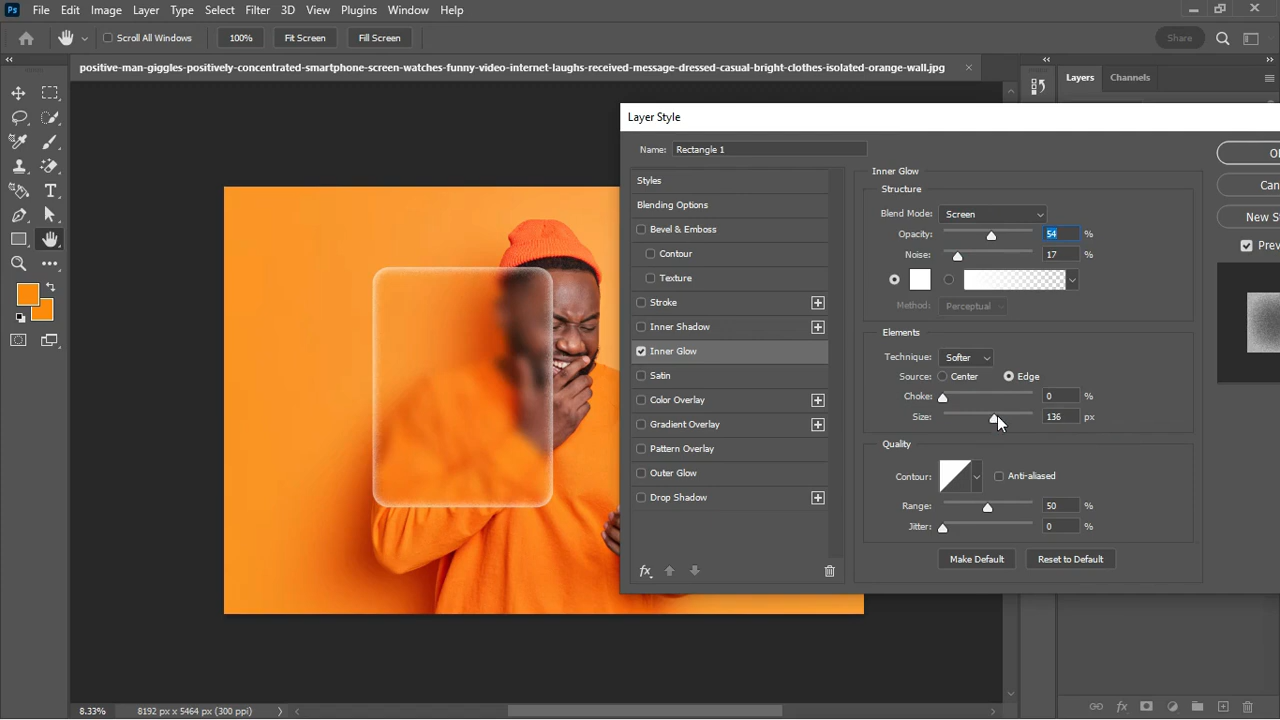 Ps File Edit Image Layer Type Select Filter 3D View Plugins Window Help
Scroll All Windows 100% Fit Screen Fill Screen Share
positive-man-giggles-positively-concentrated-smartphone-screen-watches-funny-video-internet-laughs-received-message-dressed-casual-bright-clothes-isolated-orange-wall.jpg
Layers Channels
Layer Style
Name: Rectangle 1
Styles
Blending Options
Bevel & Emboss
Contour
Texture
Stroke
Inner Shadow
Inner Glow
Satin
Color Overlay
Gradient Overlay
Pattern Overlay
Outer Glow
Drop Shadow
fx
Inner Glow
Structure
Blend Mode: Screen
Opacity: 54 %
Noise: 17 %
Method: Perceptual
Elements
Technique: Softer
Source: Center Edge
Choke: 0 %
Size: 136 px
Quality
Contour: Anti-aliased
Range: 50 %
Jitter: 0 %
Make Default Reset to Default
O
Can
New S
Prev
T
8.33% 8192 px x 5464 px (300 ppi)
fx